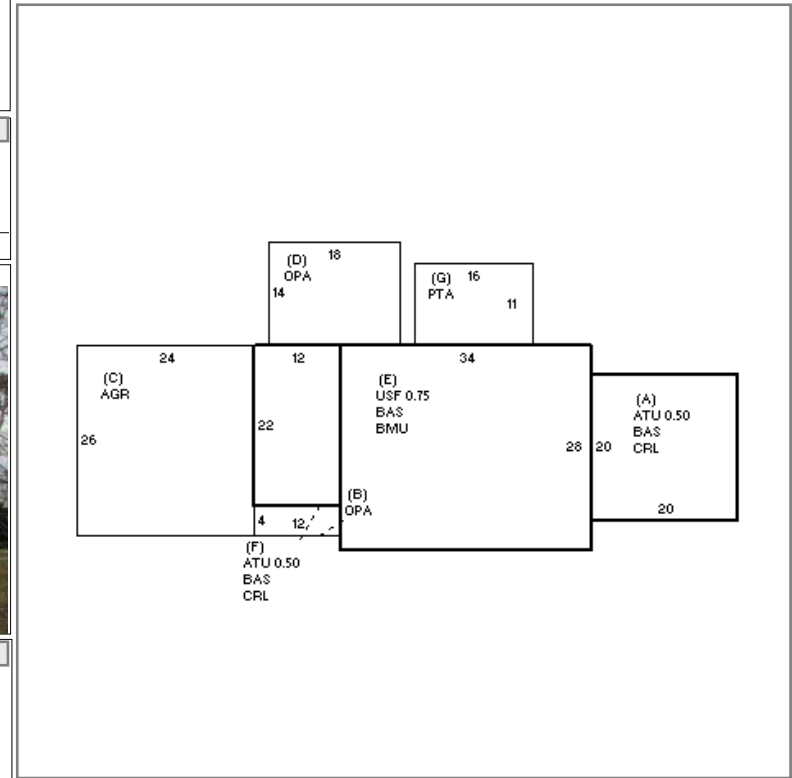 (D)
OPA
18
14
(G)
PTA
16
11
24
(C)
AGR
26
12
22
34
(E)
USF 0.75
BAS
BMU
28
20
(A)
ATU 0.50
BAS
CRL
20
(B)
OPA
4
12
(F)
ATU 0.50
BAS
CRL